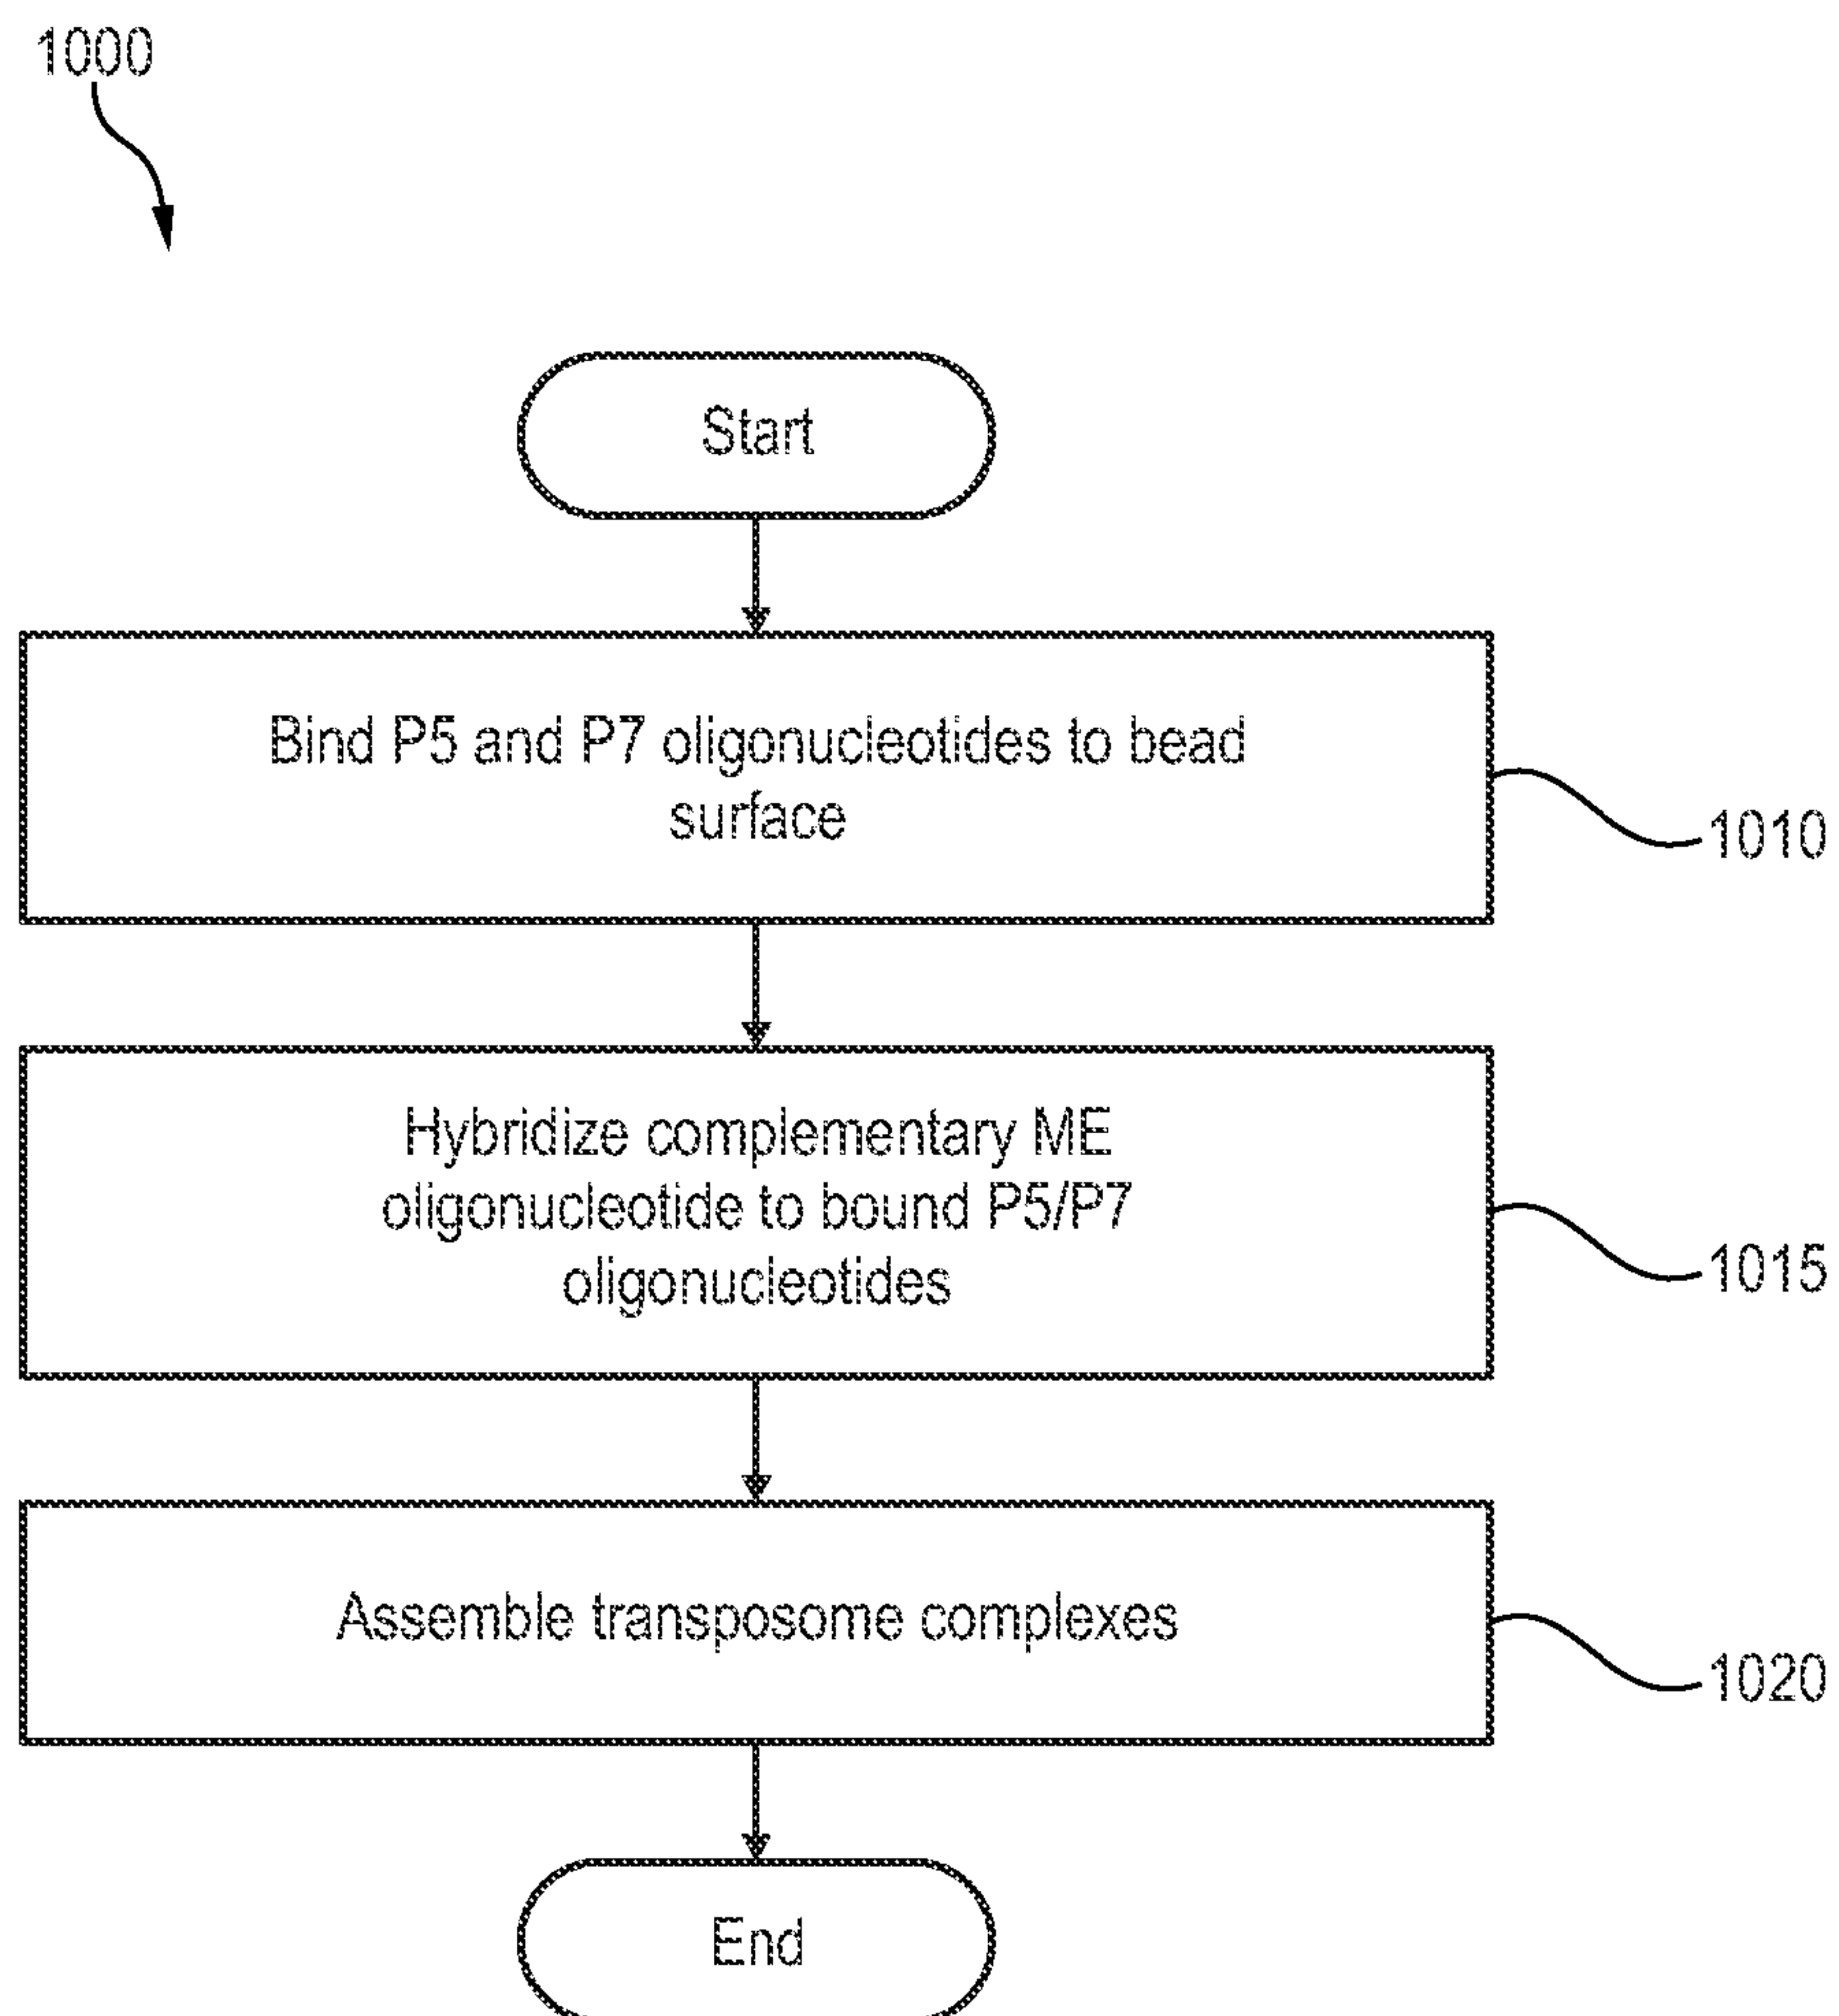 1000
Start
Bind P5 and P7 oligonucleotides to bead
surface
1010
Hybridize complementary ME
oligonucleotide to bound P5/P7
oligonucleotides
1015
Assemble transposome complexes
1020
End